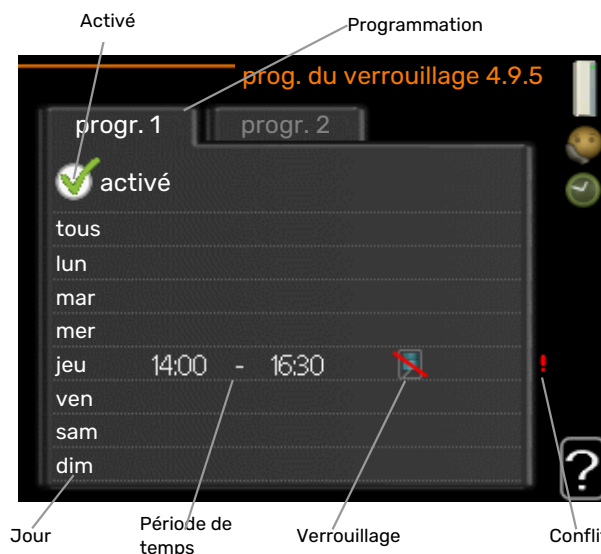 Activé
Programmation
prog. du verrouillage 4.9.5
progr. 1
progr. 2
activé
tous
lun
mar
mer
jeu 14:00 - 16:30 !
ven
sam
dim
?
Jour
Période de
temps
Verrouillage
Conflit